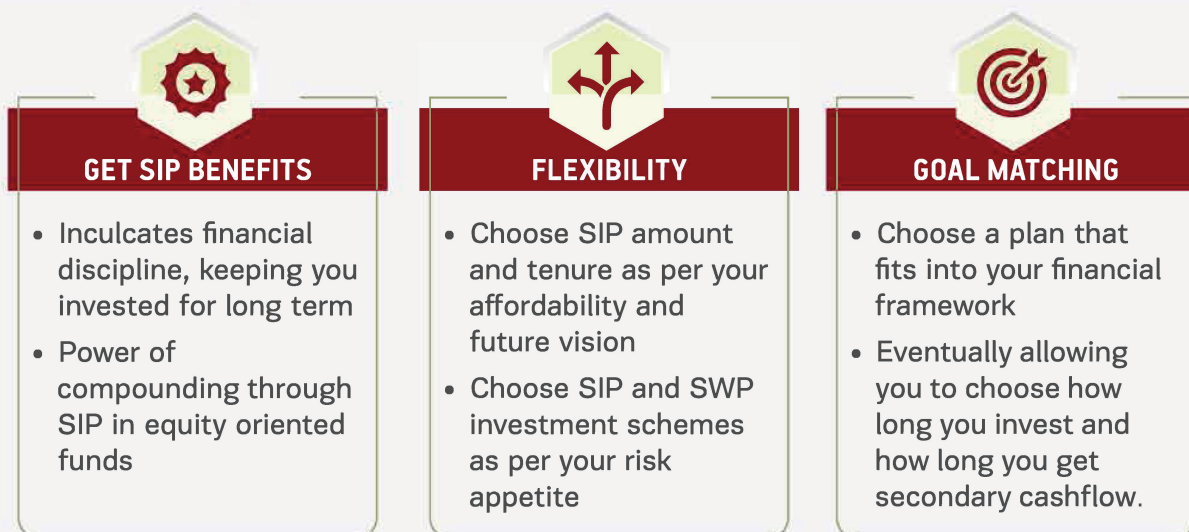 GET SIP BENEFITS
• Inculcates financial
discipline, keeping you
invested for long term
• Power of
compounding through
SIP in equity oriented
funds
FLEXIBILITY
• Choose SIP amount
and tenure as per your
affordability and
future vision
• Choose SIP and SWP
investment schemes
as per your risk
appetite
GOAL MATCHING
• Choose a plan that
fits into your financial
framework
• Eventually allowing
you to choose how
long you invest and
how long you get
secondary cashflow.